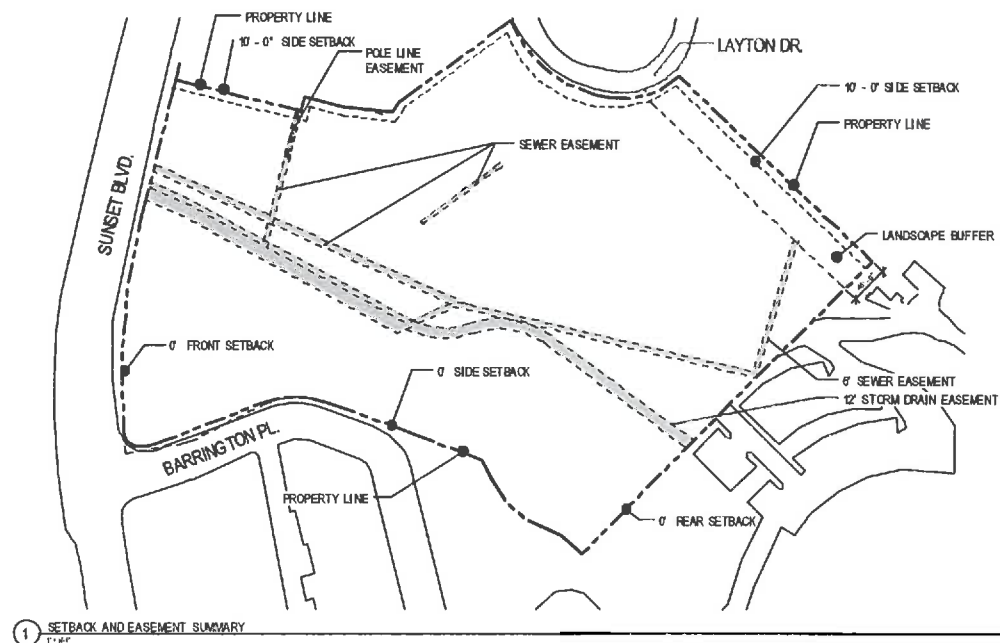 PROPERTY LINE
10' - 0" SIDE SETBACK
POLE LINE
EASEMENT
LAYTON DR.
10' - 0" SIDE SETBACK
PROPERTY LINE
SEWER EASEMENT
SUNSET BLVD.
LANDSCAPE BUFFER
0' FRONT SETBACK
0' SIDE SETBACK
6' SEWER EASEMENT
12' STORM DRAIN EASEMENT
BARRINGTON PL.
PROPERTY LINE
0' REAR SETBACK
1 SETBACK AND EASEMENT SUMMARY